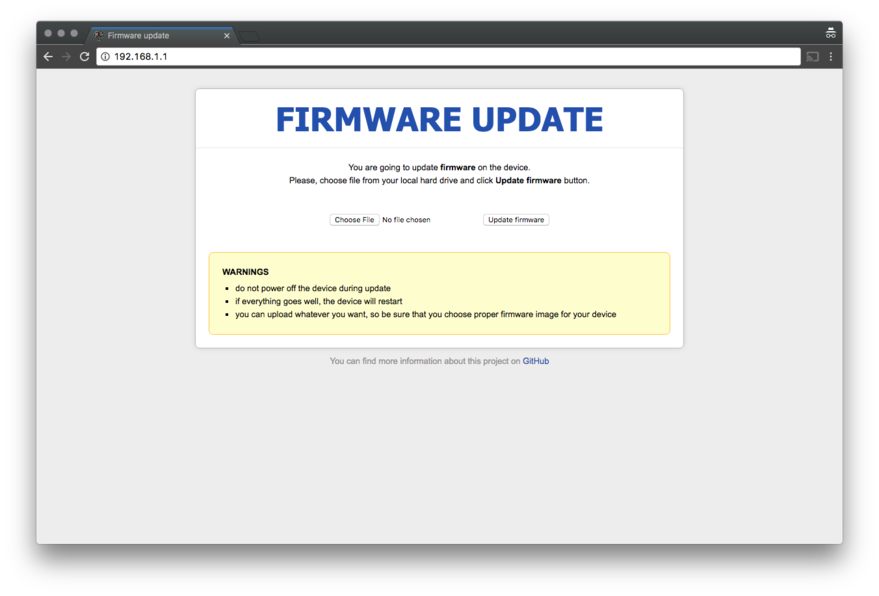 Firmware update
192.168.1.1
FIRMWARE UPDATE
You are going to update firmware on the device.
Please, choose file from your local hard drive and click Update firmware button.
Choose File No file chosen Update firmware
WARNINGS
do not power off the device during update
if everything goes well, the device will restart
you can upload whatever you want, so be sure that you choose proper firmware image for your device
You can find more information about this project on GitHub